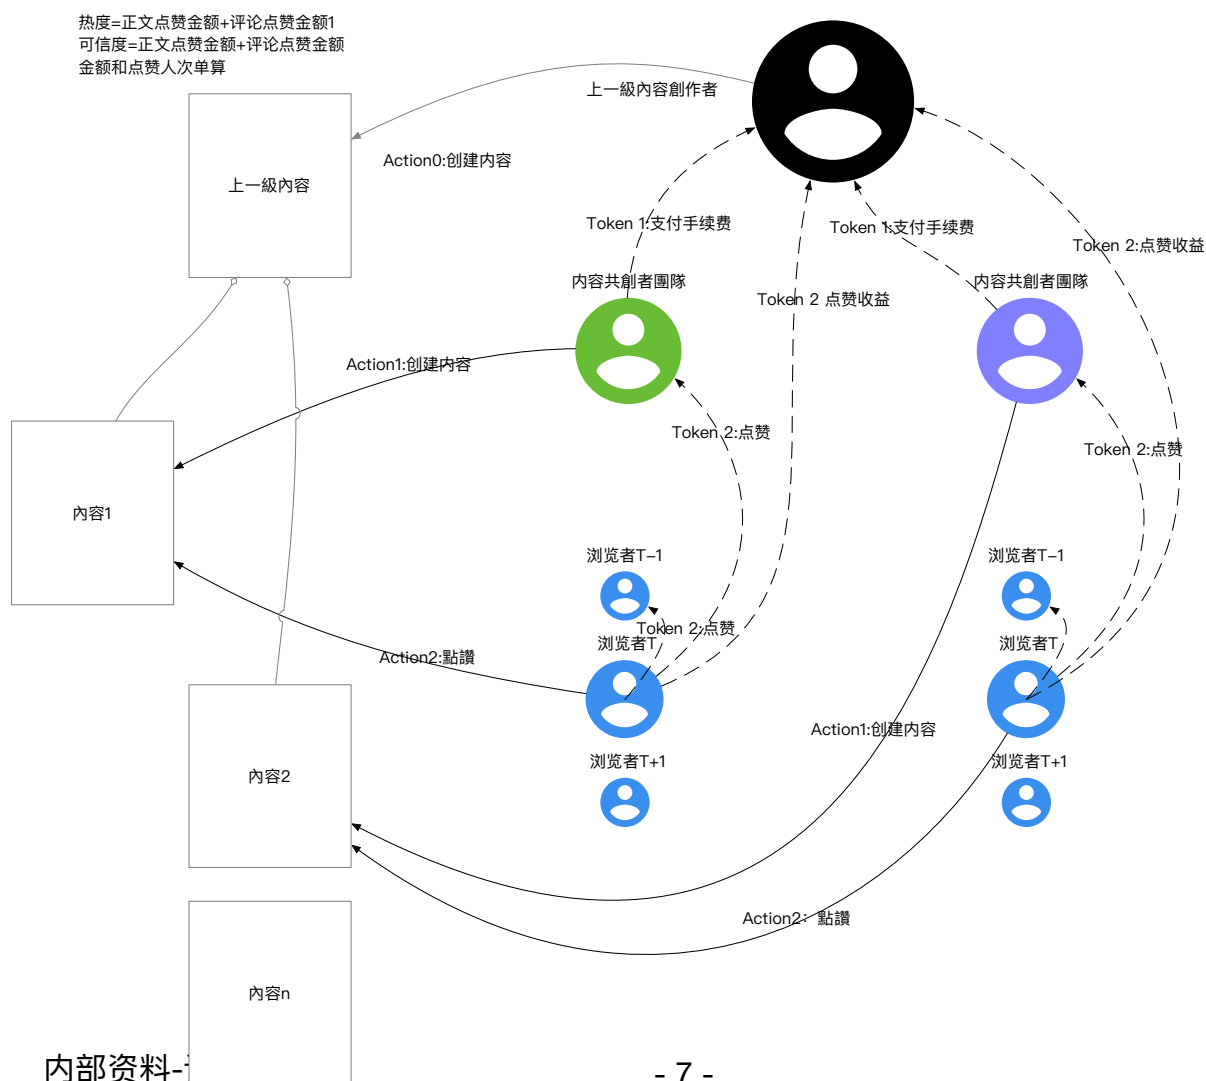 热度=正文点赞金额+评论点赞金额1
可信度=正文点赞金额+评论点赞金额
金额和点赞人次单算
上一級內容創作者
Action0:创建内容
上一級內容
Token 1:支付手续费
Token 1:支付手续费
Token 2:点赞收益
内容共創者團隊
内容共創者團隊
Token 2 点赞收益
Action1:创建内容
Token 2:点赞
Token 2:点赞
內容1
浏览者T-1
浏览者T-1
Token 2:点赞
浏览者T
浏览者T
Action2:點讚
Action1:创建内容
浏览者T+1
浏览者T+1
內容2
Action2: 點讚
內容n
内部资料-
- 7 -